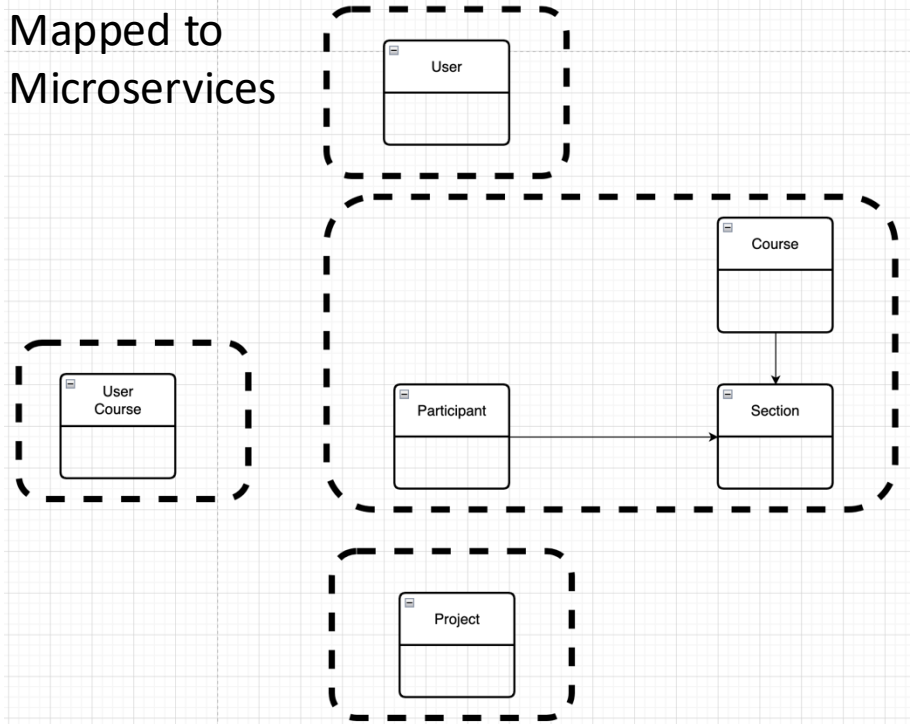 Mapped to
Microservices
User
Course
User
Course
Participant
Section
Project